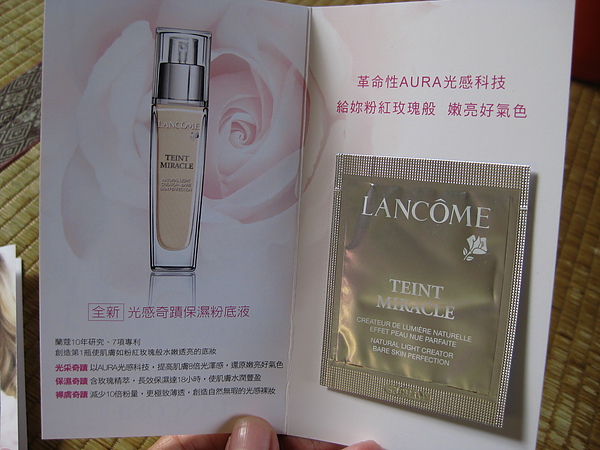 LANCÔME
TEINT
MIRACLE
NATURAL LIGHT
CREATOR BARE
SKIN PERFECTION
全新 光感奇蹟保濕粉底液
蘭蔻10年研究、7項專利
創造第1瓶使肌膚如粉紅玫瑰般水嫩透亮的底妝
光采奇蹟 以AURA光感科技，提高肌膚8倍光澤感，還原嫩亮好氣色
保濕奇蹟 含玫瑰精萃，長效保濕達18小時，使肌膚水潤豐盈
裸膚奇蹟 減少10倍粉量，更極致薄透，創造自然無瑕的光感裸妝
革命性AURA光感科技
給妳粉紅玫瑰般 嫩亮好氣色
LANCÔME
TEINT
MIRACLE
CRÉATEUR DE LUMIÈRE NATURELLE
EFFET PEAU NUE PARFAITE
NATURAL LIGHT CREATOR
BARE SKIN PERFECTION